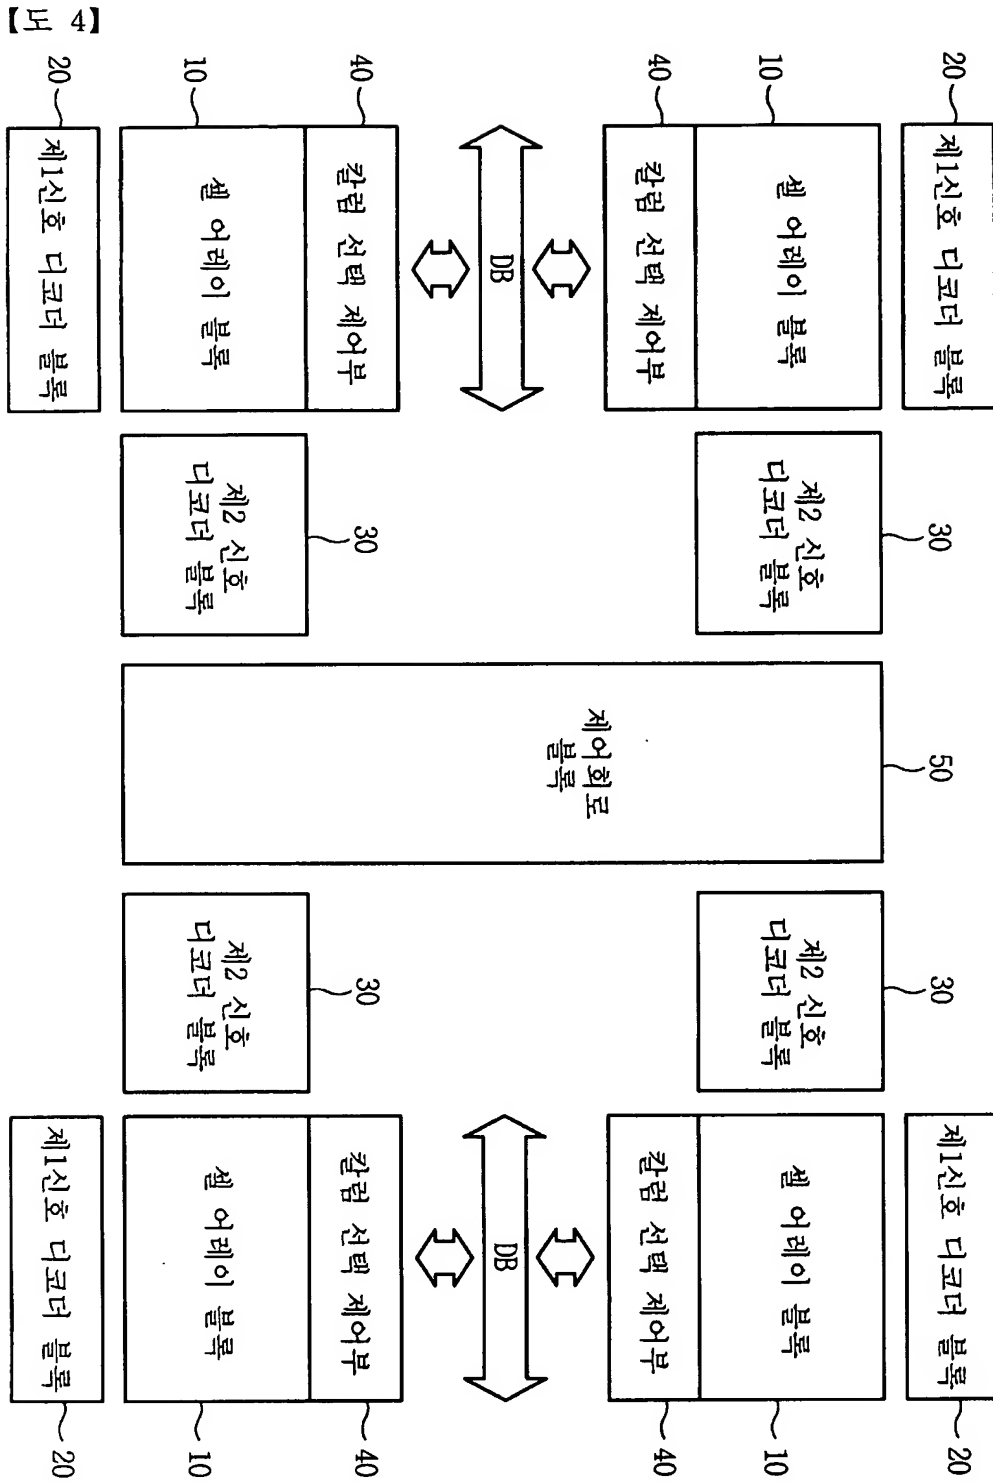 【도 4】
20
10
40
40
10
20
제1신호 디코더 블록
셀 어레이 블록
칼럼 선택 제어부
DB
칼럼 선택 제어부
셀 어레이 블록
제1신호 디코더 블록
제2 신호
디코더 블록
30
제2 신호
디코더 블록
30
제어회로
블록
50
제2 신호
디코더 블록
30
제2 신호
디코더 블록
30
제1신호 디코더 블록
셀 어레이 블록
칼럼 선택 제어부
DB
칼럼 선택 제어부
셀 어레이 블록
제1신호 디코더 블록
20
10
40
40
10
20